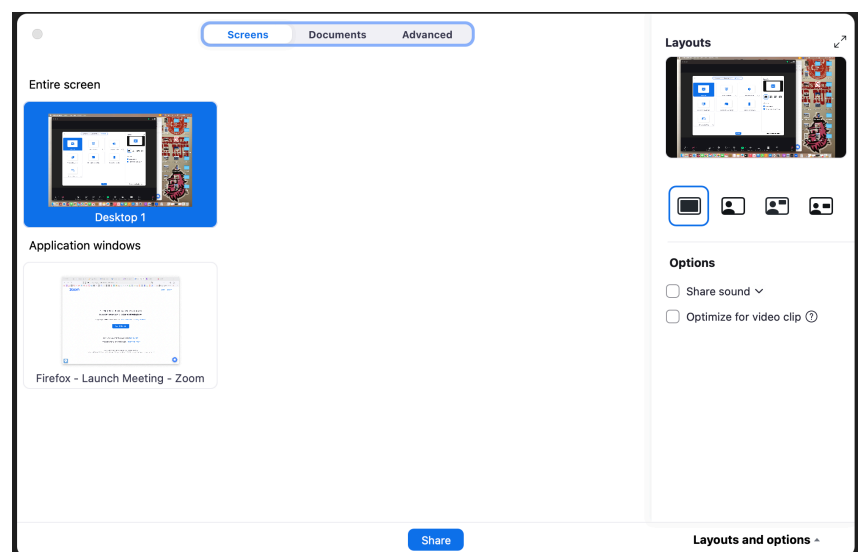 Screens Documents Advanced
Layouts
Entire screen
Desktop 1
Application windows
zoom
Firefox - Launch Meeting - Zoom
Options
Share sound
Optimize for video clip ?
Share
Layouts and options